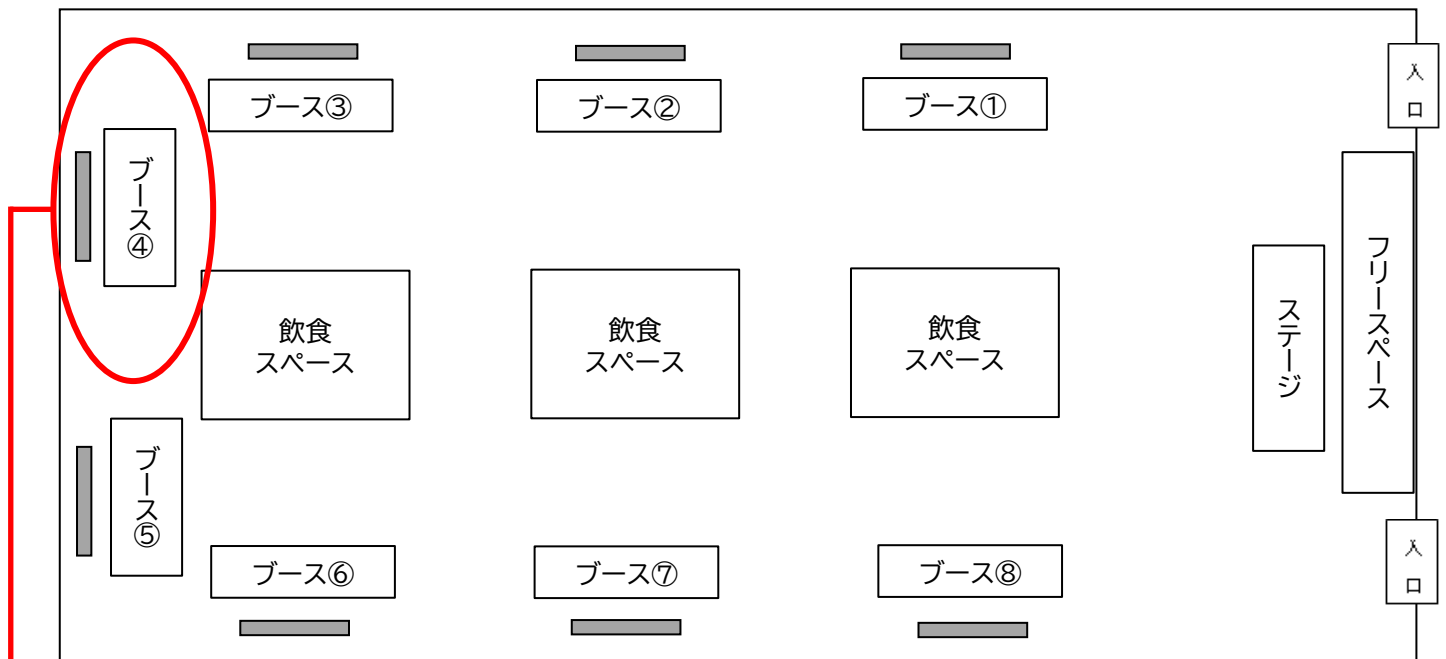 ブース③
ブース②
ブース①
入口
ブース④
飲食
スペース
飲食
スペース
飲食
スペース
ステージ
フリースペース
ブース⑤
ブース⑥
ブース⑦
ブース⑧
入口